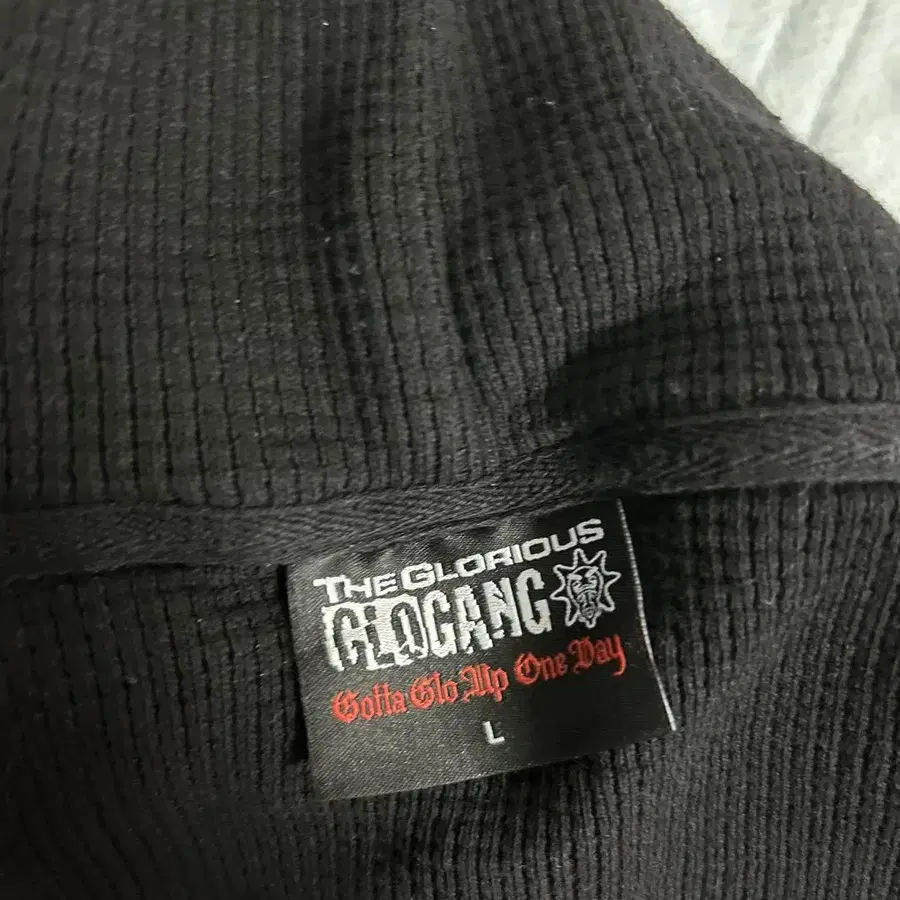 THE GLORIOUS
GLOGANG
Gotta Glo Up One Day
L